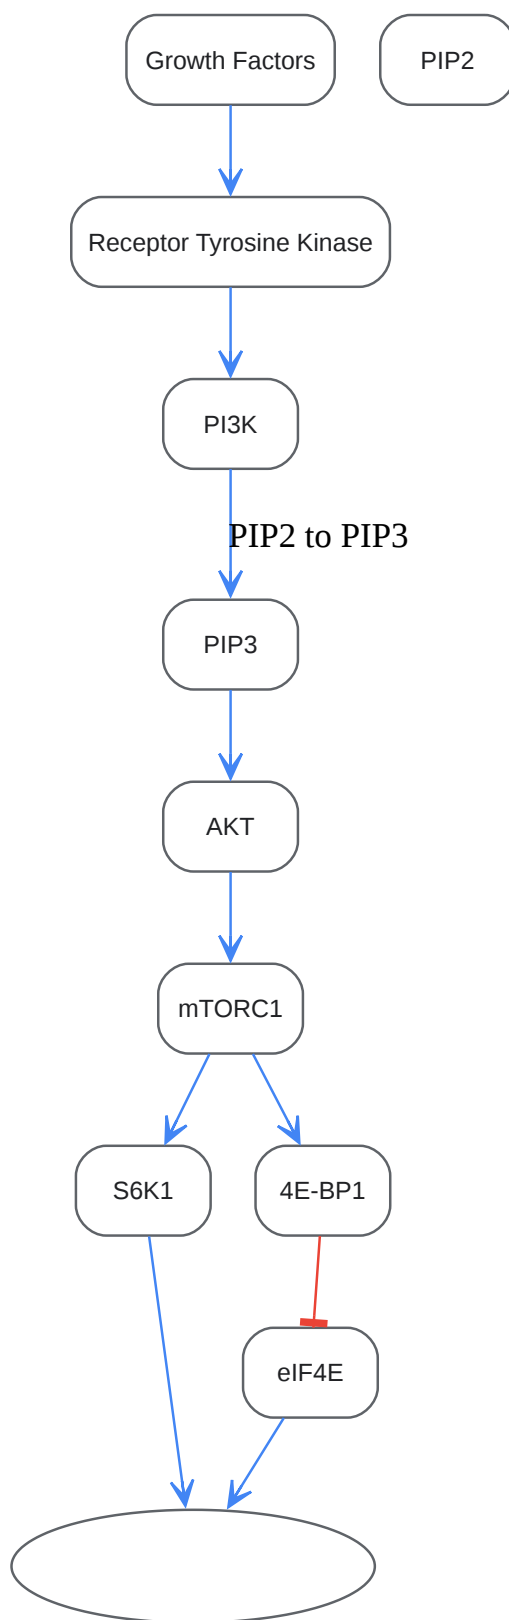 Growth Factors
PIP2
Receptor Tyrosine Kinase
PI3K
PIP2 to PIP3
PIP3
AKT
mTORC1
S6K1
4E-BP1
eIF4E